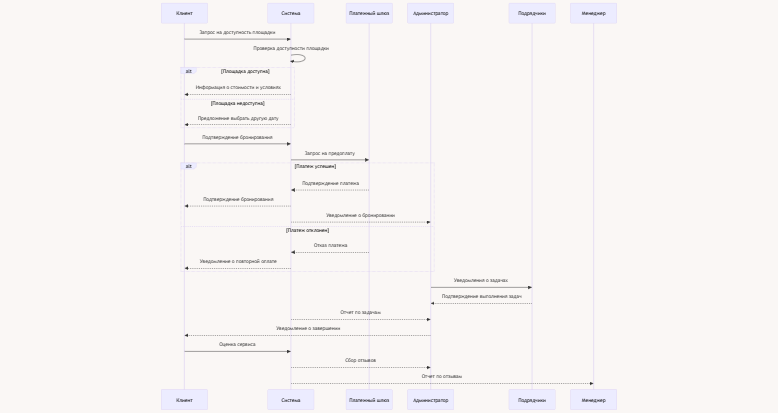 Клиент
Система
Платежный шлюз
Администратор
Подрядчики
Менеджер
Запрос на доступность площадки
Проверка доступности площадки
alt
[Площадка доступна]
Информация о стоимости и условиях
[Площадка недоступна]
Предложение выбрать другую дату
Подтверждение бронирования
Запрос на предоплату
alt
[Платеж успешен]
Подтверждение платежа
Подтверждение бронирования
Уведомление о бронировании
[Платеж отклонен]
Отказ платежа
Уведомление о повторной оплате
Уведомления о задачах
Подтверждение выполнения задач
Отчет по задачам
Уведомление о завершении
Оценка сервиса
Сбор отзывов
Отчет по отзывам
Клиент
Система
Платежный шлюз
Администратор
Подрядчики
Менеджер